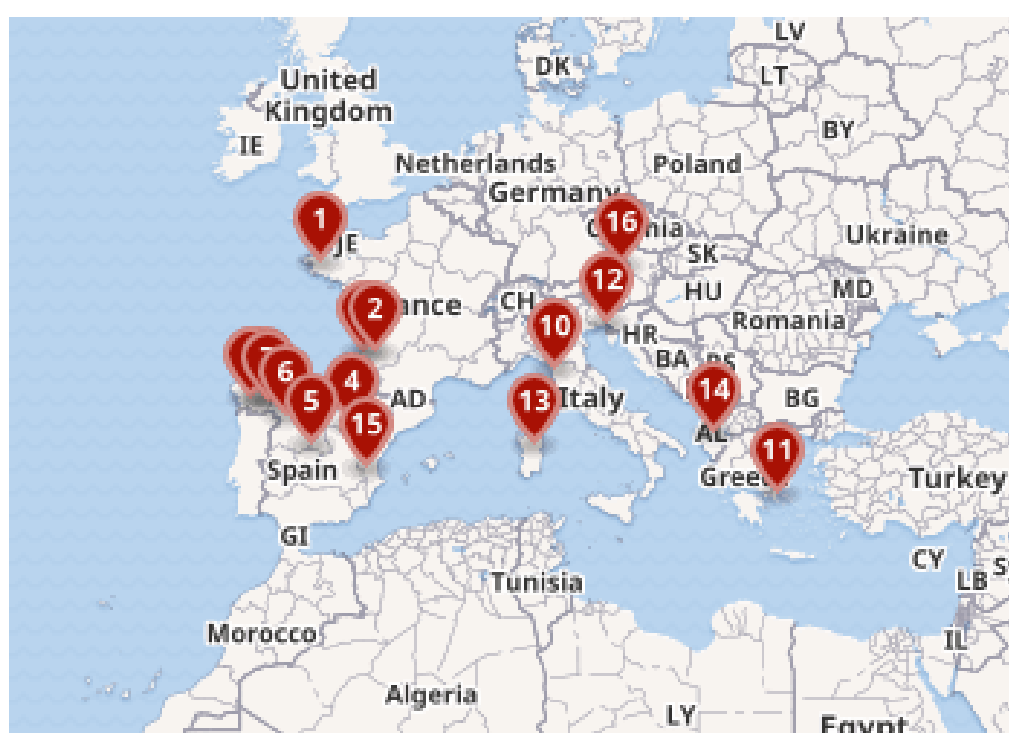 LV
DK
LT
United
Kingdom
BY
IE
Netherlands
Poland
Germany
1
16
JE
Ukraine
SK
12
CH
HU
MD
2
10
HR
Romania
BA
6
4
AD
13
Italy
14
BG
5
15
AL
11
Spain
Turkey
GI
CY
Tunisia
LB
IL
Morocco
Algeria
LY
Egypt